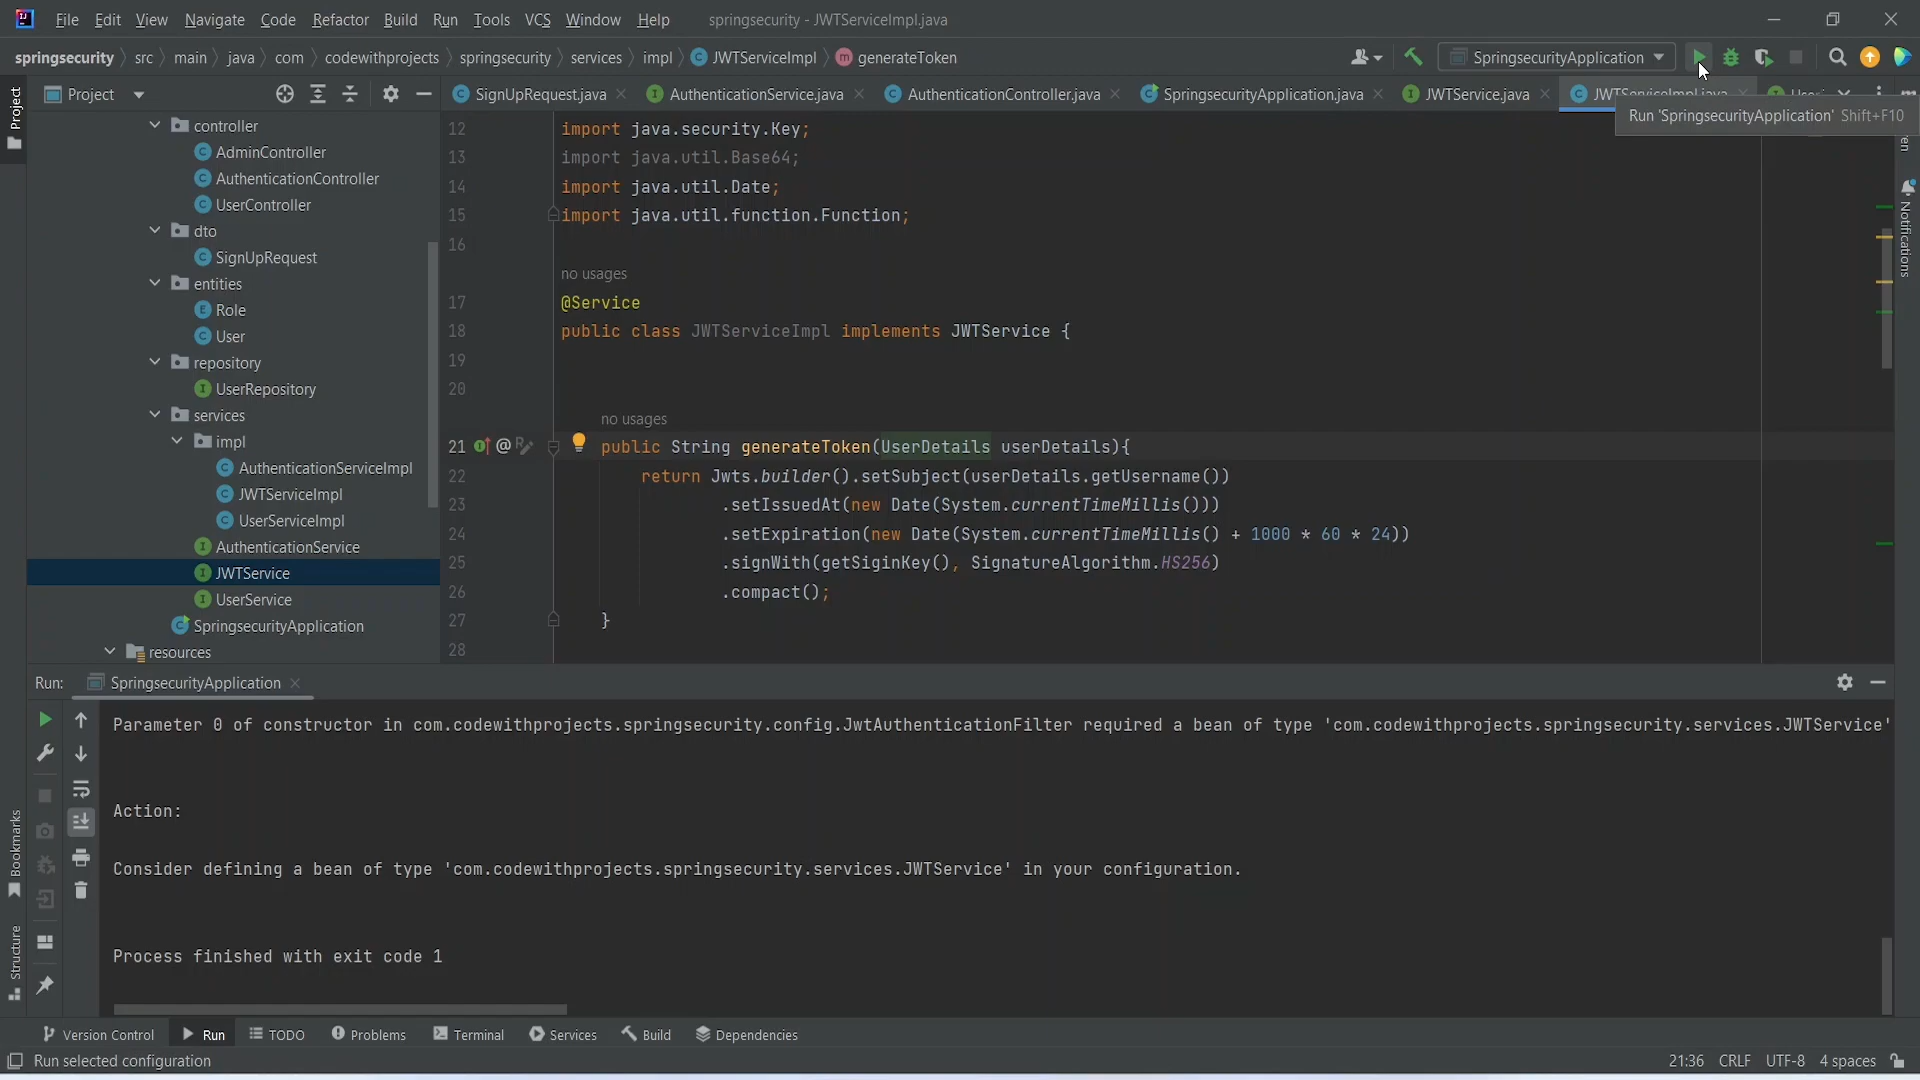 File Edit View Navigate Code Refactor Build Run Tools VCS Window Help springsecurity - JWTServiceImpl.java
springsecurity src main java com codewithprojects springsecurity services impl JWTServiceImpl generateToken SpringsecurityApplication
Project
SignUpRequest.java AuthenticationService.java AuthenticationController.java SpringsecurityApplication.java JWTService.java JWTServiceImpl.java
Run 'SpringsecurityApplication' Shift+F10
Project
Notifications
controller
AdminController
AuthenticationController
UserController
dto
SignUpRequest
entities
Role
User
repository
UserRepository
services
impl
AuthenticationServiceImpl
JWTServiceImpl
UserServiceImpl
AuthenticationService
JWTService
UserService
SpringsecurityApplication
resources
12 import java.security.Key;
13 import java.util.Base64;
14 import java.util.Date;
15 import java.util.function.Function;
16
no usages
17 @Service
18 public class JWTServiceImpl implements JWTService {
19
20
no usages
21 public String generateToken(UserDetails userDetails){
22 return Jwts.builder().setSubject(userDetails.getUsername())
23 .setIssuedAt(new Date(System.currentTimeMillis()))
24 .setExpiration(new Date(System.currentTimeMillis() + 1000 * 60 * 24))
25 .signWith(getSiginKey(), SignatureAlgorithm.HS256)
26 .compact();
27 }
28
Run: SpringsecurityApplication
Parameter 0 of constructor in com.codewithprojects.springsecurity.config.JwtAuthenticationFilter required a bean of type 'com.codewithprojects.springsecurity.services.JWTService'
Action:
Consider defining a bean of type 'com.codewithprojects.springsecurity.services.JWTService' in your configuration.
Process finished with exit code 1
Bookmarks
Structure
Version Control Run TODO Problems Terminal Services Build Dependencies
Run selected configuration 21:36 CRLF UTF-8 4 spaces